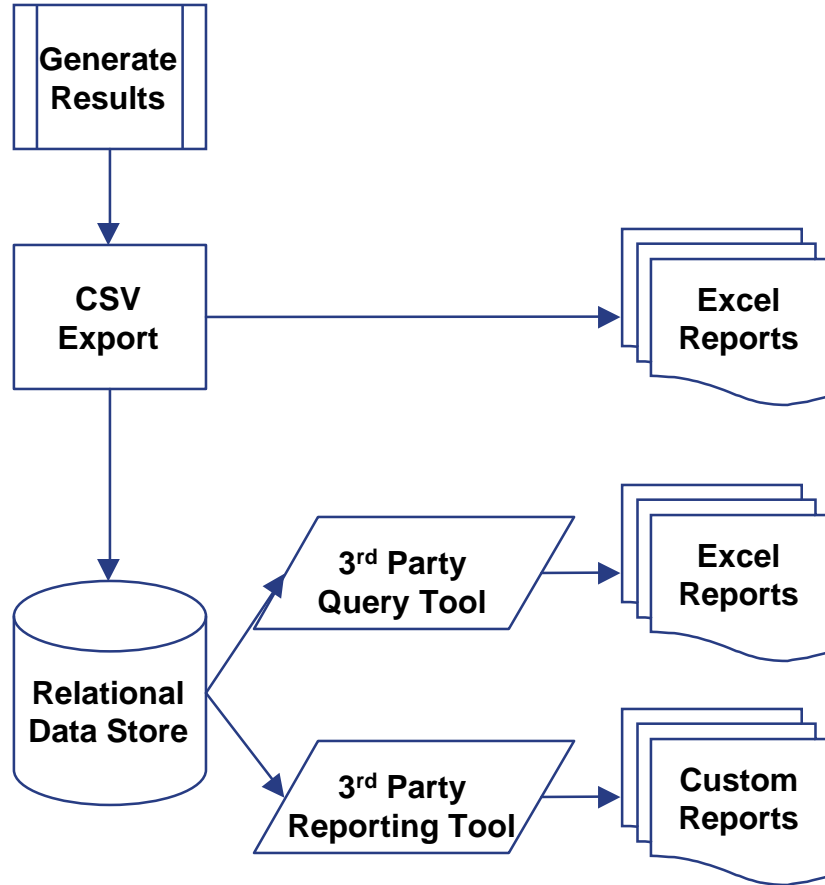 Generate
Results
CSV
Export
Excel
Reports
3rd Party
Query Tool
Excel
Reports
Relational
Data Store
3rd Party
Reporting Tool
Custom
Reports